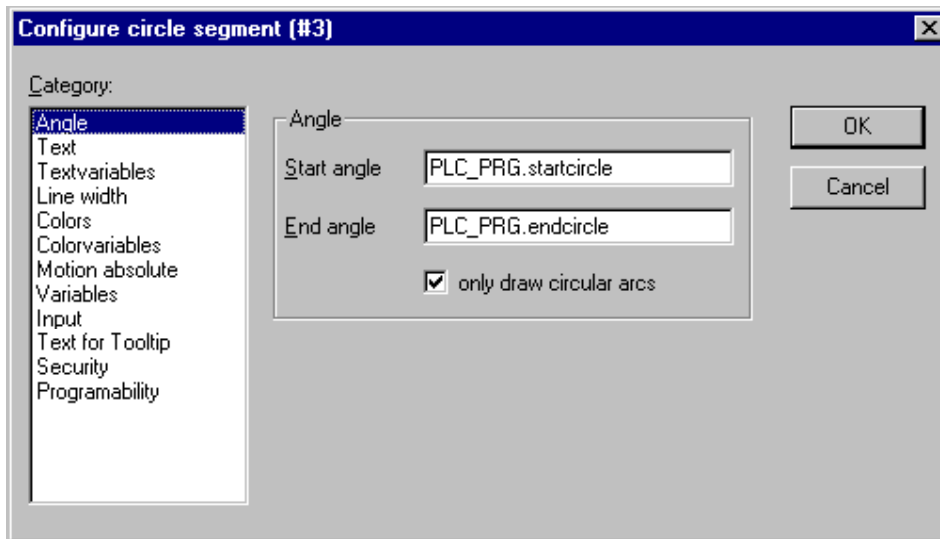 Configure circle segment (#3)
Category:
Angle
Text
Textvariables
Line width
Colors
Colorvariables
Motion absolute
Variables
Input
Text for Tooltip
Security
Programability
Angle
Start angle PLC_PRG.startcircle
End angle PLC_PRG.endcircle
only draw circular arcs
OK
Cancel